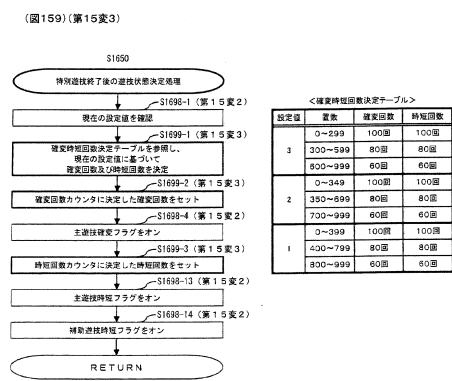 (図159)(第15変3)
S1650
特別遊技終了後の遊技状態決定処理
S1698-1(第15変2)
現在の設定値を確認
S1699-1(第15変3)
確変時短回数決定テーブルを参照し、
現在の設定値に基づいて
確変回数及び時短回数を決定
S1699-2(第15変3)
確変回数カウンタに決定した確変回数をセット
S1698-4(第15変2)
主遊技確変フラグをオン
S1699-3(第15変3)
時短回数カウンタに決定した時短回数をセット
S1698-13(第15変2)
主遊技時短フラグをオン
S1698-14(第15変2)
補助遊技時短フラグをオン
RETURN
<確変時短回数決定テーブル>
設定値 置数 確変回数 時短回数
3 0~299 100回 100回
300~599 80回 80回
600~999 60回 60回
2 0~349 100回 100回
350~699 80回 80回
700~999 60回 60回
1 0~399 100回 100回
400~799 80回 80回
800~999 60回 60回